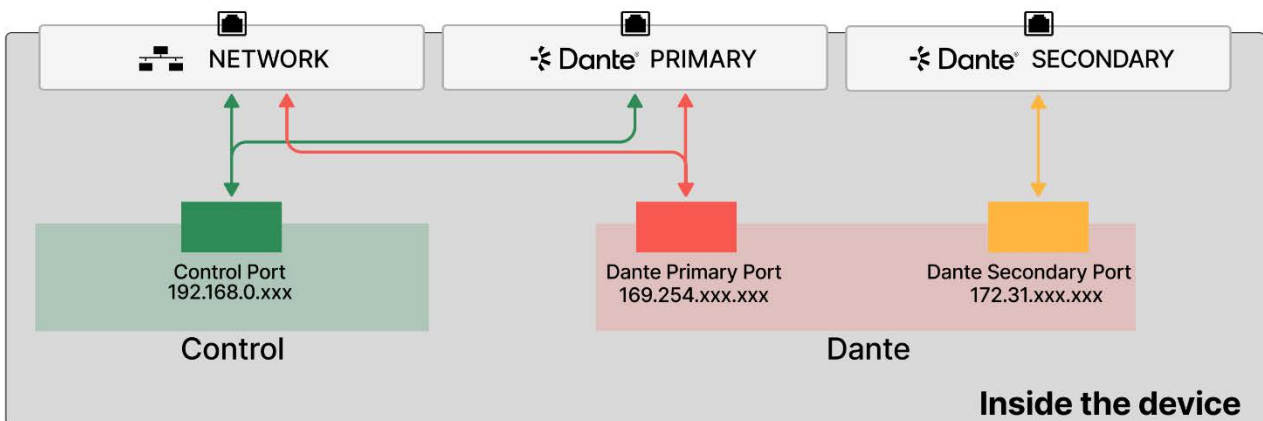 NETWORK
Dante® PRIMARY
Dante® SECONDARY
Control Port
192.168.0.xxx
Dante Primary Port
169.254.xxx.xxx
Dante Secondary Port
172.31.xxx.xxx
Control
Dante
Inside the device